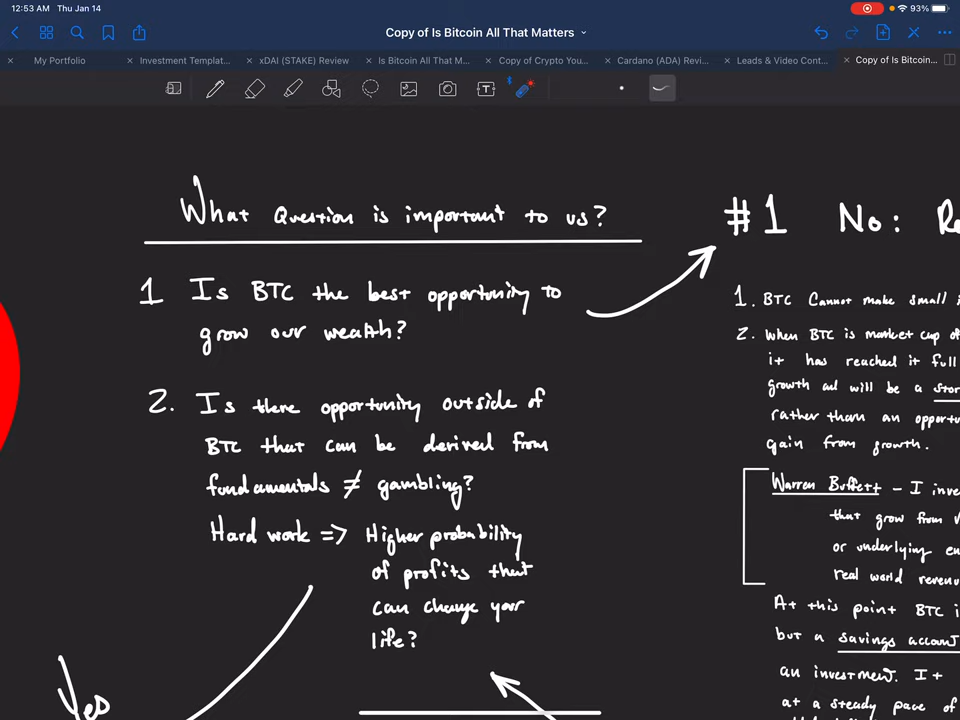 12:53 AM Thu Jan 14
93%
Copy of Is Bitcoin All That Matters
My Portfolio
Investment Templat...
xDAI (STAKE) Review
Is Bitcoin All That M...
Copy of Crypto You...
Cardano (ADA) Revi...
Leads & Video Cont...
Copy of Is Bitcoin...
What Question is important to us?
1 Is BTC the best opportunity to
grow our wealth?
2. Is there opportunity outside of
BTC that can be derived from
fundamentals ≠ gambling?
Hard work => Higher probability
of profits that
can change your
life?
Yes
#1 No: Re
1. BTC Cannot make small i
2. When BTC is market cap of
it has reached it full
growth and will be a stor
rather than an opportu
gain from growth.
Warren Buffett - I inve
that grow from
or underlying en
real world revenu
At this point BTC i
but a savings account
an investment. It
at a steady pace of